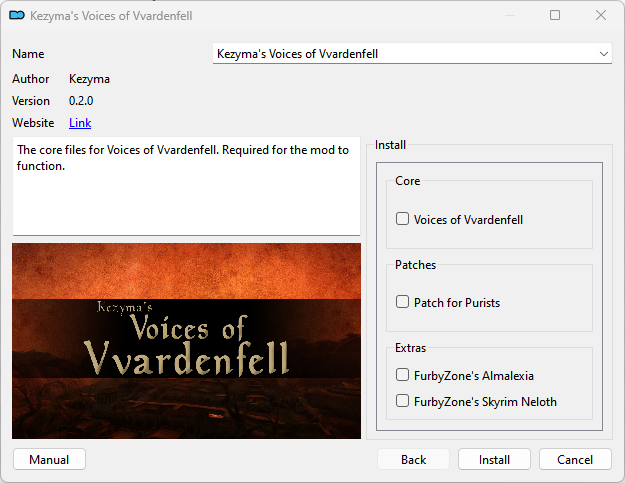 Kezyma's Voices of Vvardenfell
Name
Kezyma's Voices of Vvardenfell
Author Kezyma
Version 0.2.0
Website Link
The core files for Voices of Vvardenfell. Required for the mod to
function.
Kezyma's
Voices of
Vvardenfell
Install
Core
Voices of Vvardenfell
Patches
Patch for Purists
Extras
FurbyZone's Almalexia
FurbyZone's Skyrim Neloth
Manual
Back
Install
Cancel